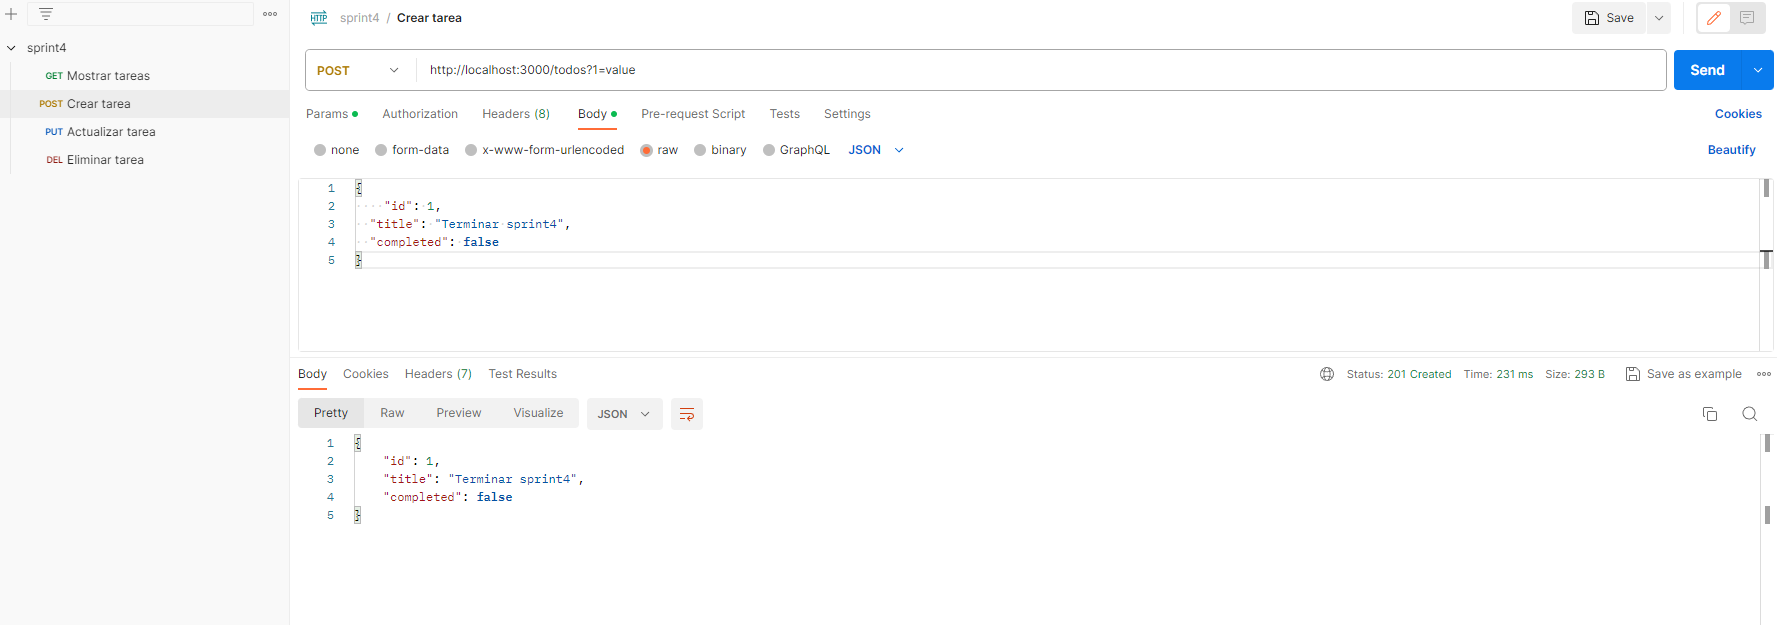 sprint4
GET Mostrar tareas
POST Crear tarea
PUT Actualizar tarea
DEL Eliminar tarea
HTTP sprint4 / Crear tarea
Save
POST http://localhost:3000/todos?1=value
Send
Params Authorization Headers (8) Body Pre-request Script Tests Settings
Cookies
none form-data x-www-form-urlencoded raw binary GraphQL JSON
Beautify
1 {
2 "id": 1,
3 "title": "Terminar sprint4",
4 "completed": false
5 }
Body Cookies Headers (7) Test Results
Status: 201 Created Time: 231 ms Size: 293 B Save as example
Pretty Raw Preview Visualize JSON
1 {
2 "id": 1,
3 "title": "Terminar sprint4",
4 "completed": false
5 }